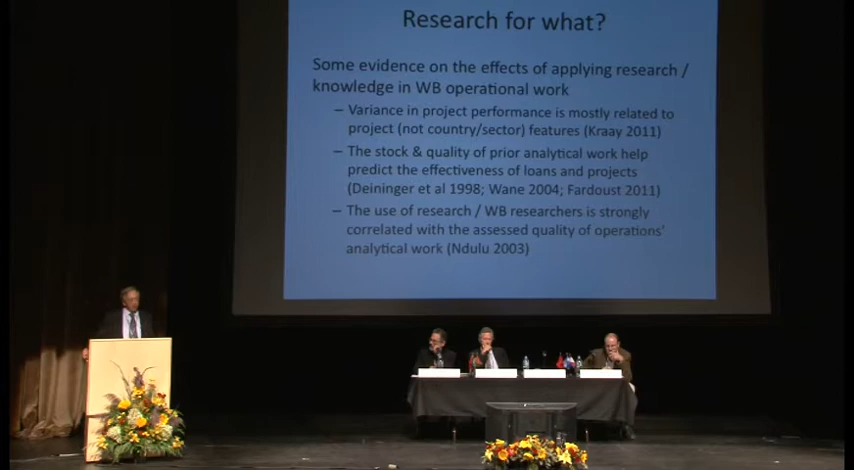 Research for what?
Some evidence on the effects of applying research /
knowledge in WB operational work
– Variance in project performance is mostly related to
project (not country/sector) features (Kraay 2011)
– The stock & quality of prior analytical work help
predict the effectiveness of loans and projects
(Deininger et al 1998; Wane 2004; Fardoust 2011)
– The use of research / WB researchers is strongly
correlated with the assessed quality of operations’
analytical work (Ndulu 2003)